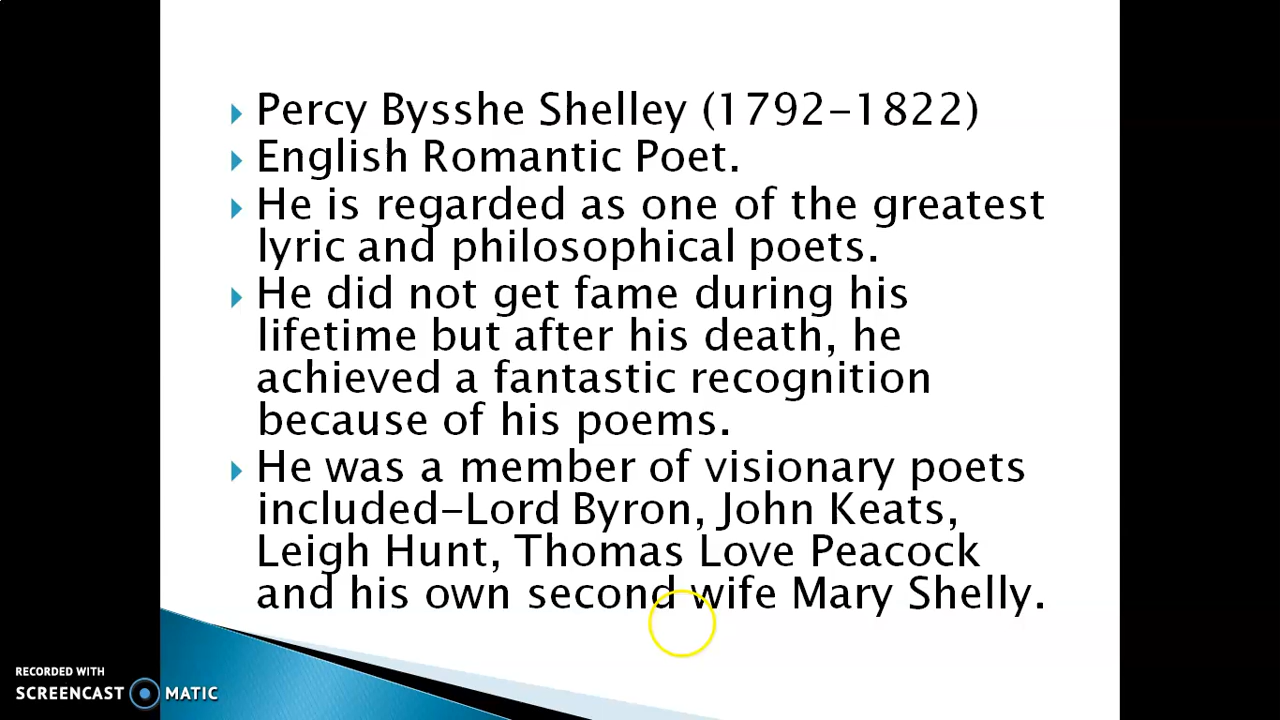 Percy Bysshe Shelley (1792-1822)
English Romantic Poet.
He is regarded as one of the greatest
lyric and philosophical poets.
He did not get fame during his
lifetime but after his death, he
achieved a fantastic recognition
because of his poems.
He was a member of visionary poets
included-Lord Byron, John Keats,
Leigh Hunt, Thomas Love Peacock
and his own second wife Mary Shelly.
RECORDED WITH
SCREENCAST MATIC